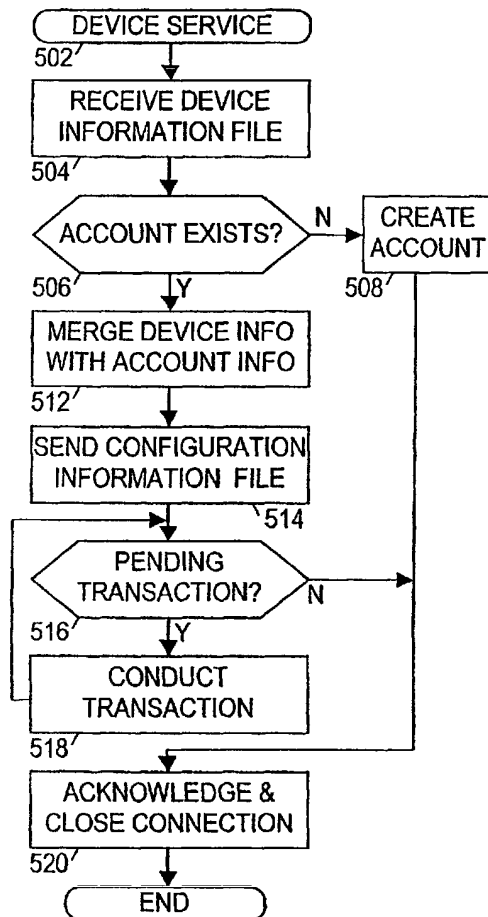 DEVICE SERVICE
502
RECEIVE DEVICE
INFORMATION FILE
504
ACCOUNT EXISTS?
N
CREATE
ACCOUNT
506
Y
508
MERGE DEVICE INFO
WITH ACCOUNT INFO
512
SEND CONFIGURATION
INFORMATION FILE
514
PENDING
TRANSACTION?
N
516
Y
CONDUCT
TRANSACTION
518
ACKNOWLEDGE &
CLOSE CONNECTION
520
END